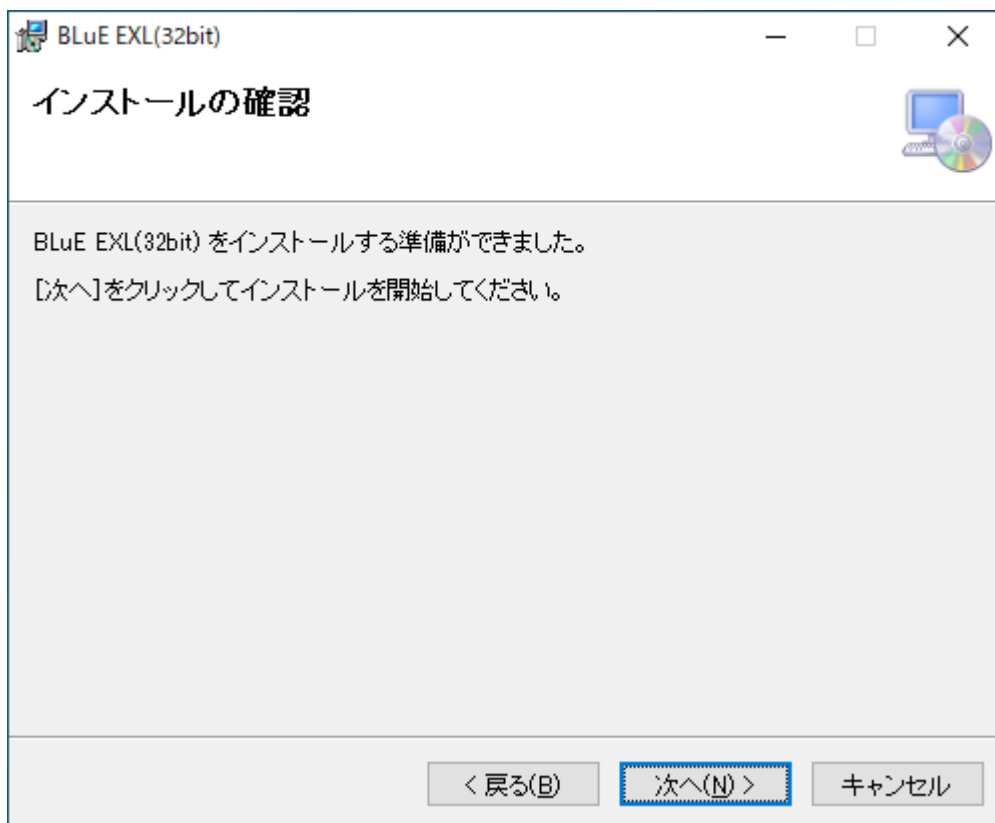 BLuE EXL(32bit)
インストールの確認
BLuE EXL(32bit) をインストールする準備ができました。
[次へ]をクリックしてインストールを開始してください。
< 戻る(B)
次へ(N) >
キャンセル